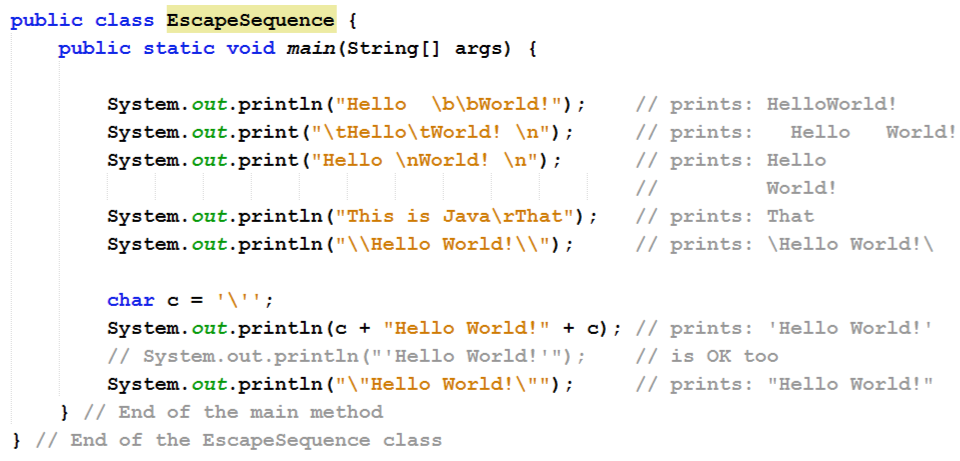 public class EscapeSequence {
    public static void main(String[] args) {

        System.out.println("Hello  \b\bWorld!");    // prints: HelloWorld!
        System.out.print("\tHello\tWorld! \n");     // prints:   Hello   World!
        System.out.print("Hello \nWorld! \n");      // prints: Hello
                                                    //         World!
        System.out.println("This is Java\rThat");   // prints: That
        System.out.println("\\Hello World!\\");     // prints: \Hello World!\

        char c = '\'';
        System.out.println(c + "Hello World!" + c); // prints: 'Hello World!'
        // System.out.println("'Hello World!'");    // is OK too
        System.out.println("\"Hello World!\"");     // prints: "Hello World!"
    } // End of the main method
} // End of the EscapeSequence class